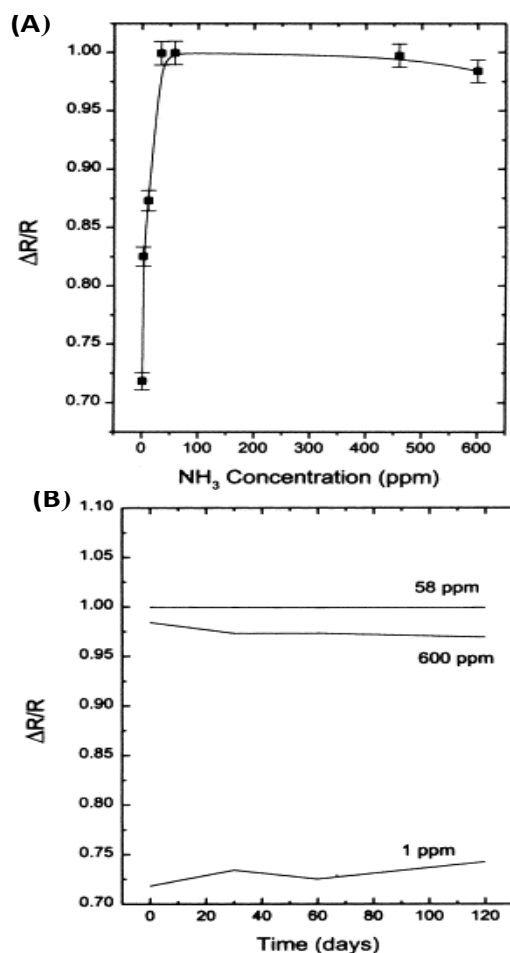 (A)
1.00
0.95
0.90
0.85
0.80
0.75
0.70
ΔR/R
0 100 200 300 400 500 600
NH₃ Concentration (ppm)
(B)
1.10
1.05
1.00
0.95
0.90
0.85
0.80
0.75
0.70
ΔR/R
58 ppm
600 ppm
1 ppm
0 20 40 60 80 100 120
Time (days)